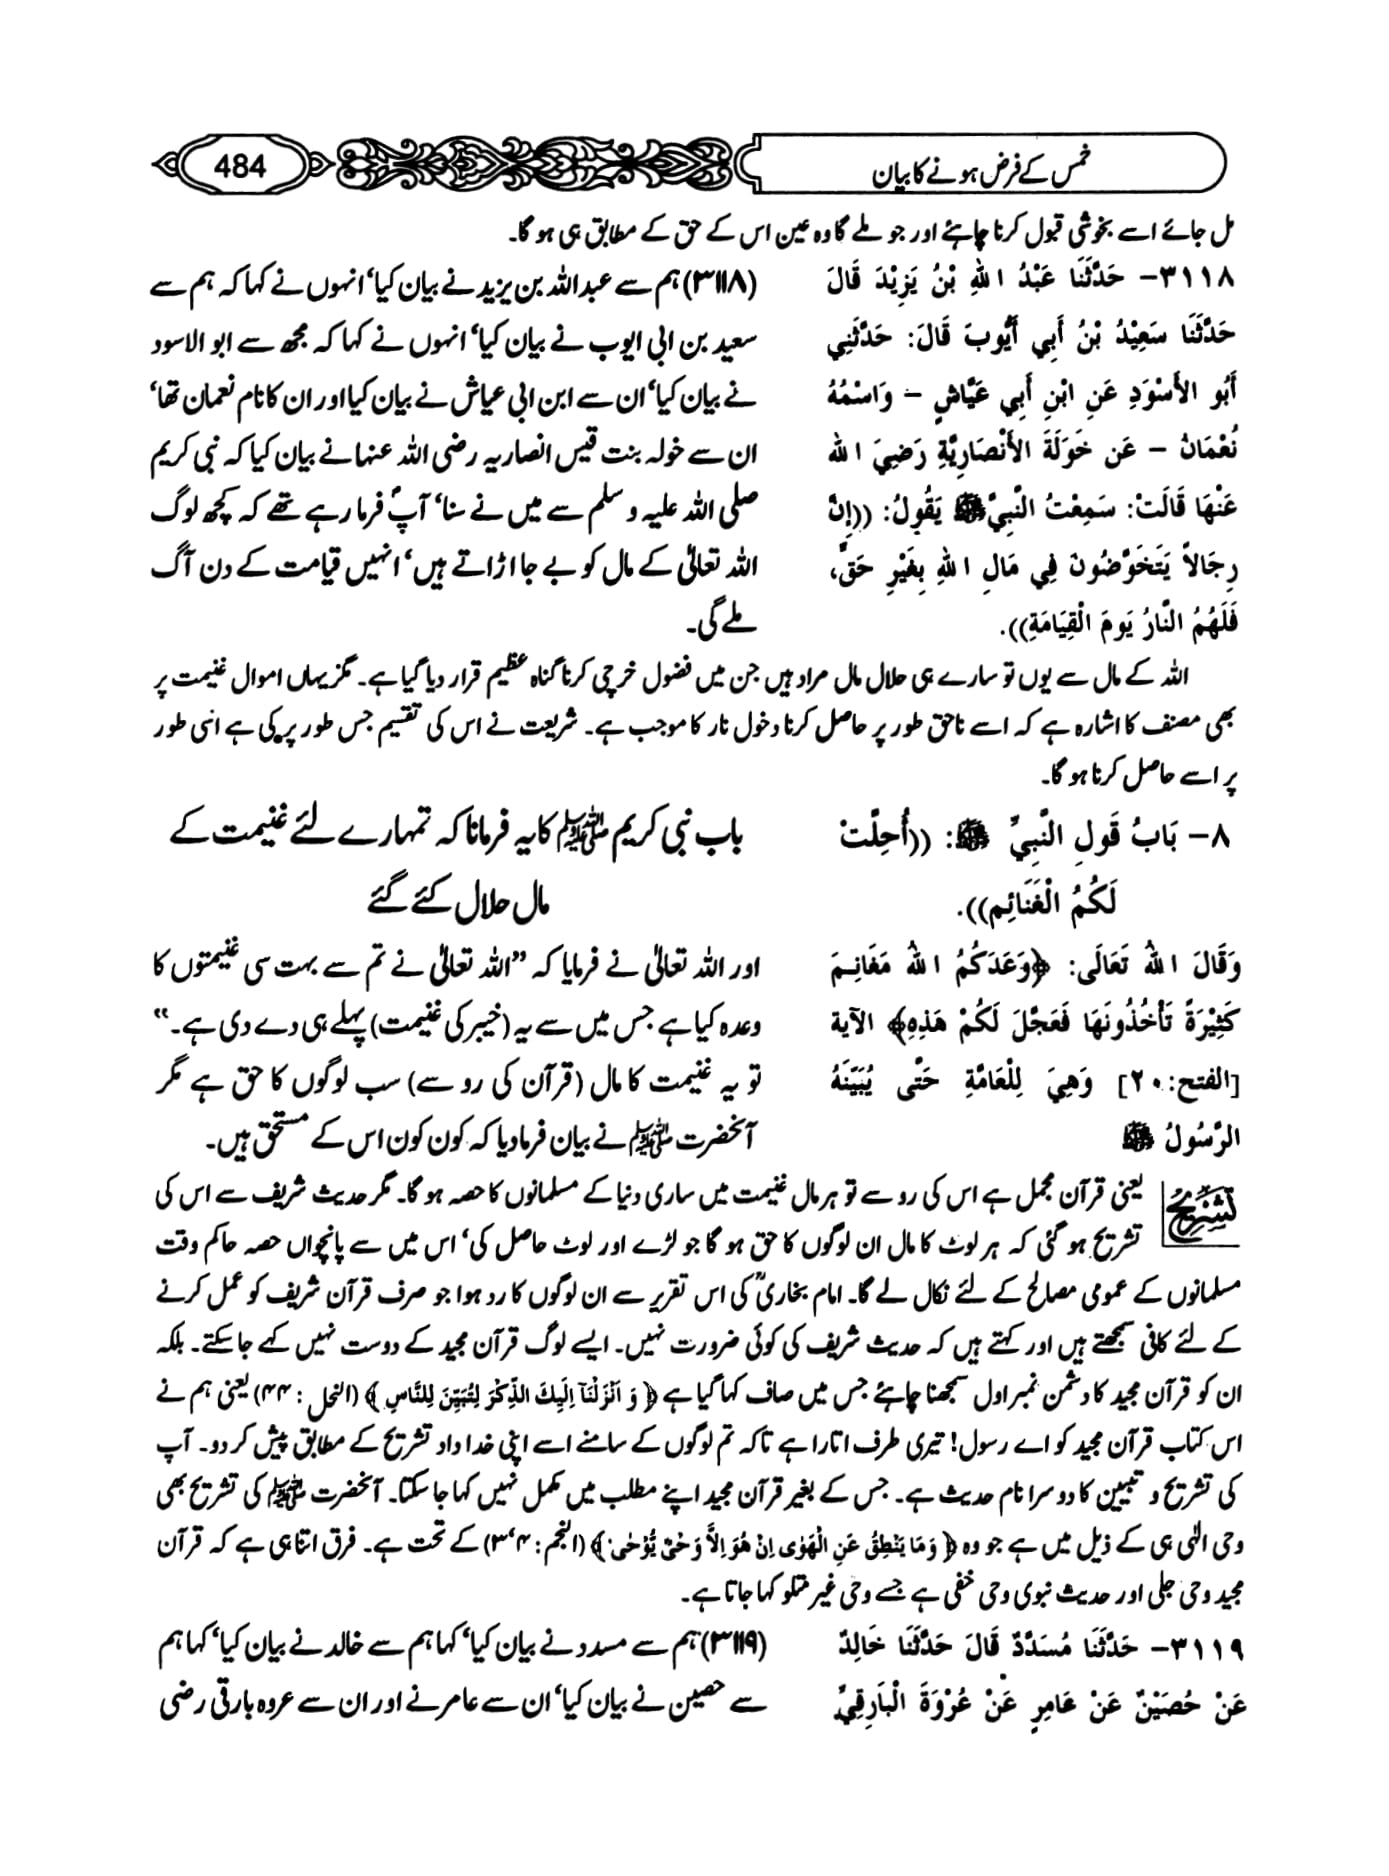 خمس کے فرض ہونے کا بیان
484
مل جائے اسے بخوشی قبول کرنا چاہئے اور جو ملے گا وہ عین اس کے حق کے مطابق ہی ہو گا۔
٣١١٨- حَدَّثَنَا عَبْدُ اللهِ بْنُ يَزِيْدَ قَالَ
حَدَّثَنَا سَعِيْدُ بْنُ أَبِي أَيُّوبَ قَالَ: حَدَّثَنِي
أَبُو الأَسْوَدِ عَنِ ابْنِ أَبِي عَيَّاشٍ – وَاسْمُهُ
نُعْمَانُ – عَن خَوَلَةَ الأَنْصَارِيَّةِ رَضِيَ اللهُ
عَنْهَا قَالَتْ: سَمِعْتُ النَّبِيَّ ﷺ يَقُولُ: ((إِنَّ
رِجَالاً يَتَخَوَّضُونَ فِي مَالِ اللهِ بِغَيْرِ حَقٍّ،
فَلَهُمُ النَّارُ يَومَ الْقِيَامَةِ)).
(۳۱۱۸) ہم سے عبداللہ بن یزید نے بیان کیا‘ انہوں نے کہا کہ ہم سے
سعید بن ابی ایوب نے بیان کیا‘ انہوں نے کہا کہ مجھ سے ابو الاسود
نے بیان کیا‘ ان سے ابن ابی عیاش نے بیان کیا اور ان کا نام نعمان تھا‘
ان سے خولہ بنت قیس انصاریہ رضی اللہ عنہا نے بیان کیا کہ نبی کریم
صلی اللہ علیہ و سلم سے میں نے سنا‘ آپؐ فرما رہے تھے کہ کچھ لوگ
اللہ تعالیٰ کے مال کو بے جا اڑاتے ہیں‘ انہیں قیامت کے دن آگ
ملے گی۔
اللہ کے مال سے یوں تو سارے ہی حلال مال مراد ہیں جن میں فضول خرچی کرنا گناہ عظیم قرار دیا گیا ہے۔ مگر یہاں اموال غنیمت پر
بھی مصنف کا اشارہ ہے کہ اسے ناحق طور پر حاصل کرنا دخول نار کا موجب ہے۔ شریعت نے اس کی تقسیم جس طور پر کی ہے اسی طور
پر اسے حاصل کرنا ہو گا۔
٨- بَابُ قَولِ النَّبِيِّ ﷺ: ((أُحِلَّتْ
لَكُمُ الْغَنَائِم)).
باب نبی کریم ﷺ کا یہ فرمانا کہ تمہارے لئے غنیمت کے
مال حلال کئے گئے
وَقَالَ اللهُ تَعَالَى: ﴿وَعَدَكُمُ اللهُ مَغَانِمَ
كَثِيْرَةً تَأْخُذُونَهَا فَعَجَّلَ لَكُمْ هَذِهِ﴾ الآية
[الفتح: ٢٠] وَهِيَ لِلْعَامَّةِ حَتَّى يُبَيِّنَهُ
الرَّسُولُ ﷺ
اور اللہ تعالیٰ نے فرمایا کہ ”اللہ تعالیٰ نے تم سے بہت سی غنیمتوں کا
وعدہ کیا ہے جس میں سے یہ (خیبر کی غنیمت) پہلے ہی دے دی ہے۔“
تو یہ غنیمت کا مال (قرآن کی رو سے) سب لوگوں کا حق ہے مگر
آنحضرت ﷺ نے بیان فرما دیا کہ کون کون اس کے مستحق ہیں۔
تشریح
یعنی قرآن مجمل ہے اس کی رو سے تو ہر مال غنیمت میں ساری دنیا کے مسلمانوں کا حصہ ہو گا۔ مگر حدیث شریف سے اس کی
تشریح ہو گئی کہ ہر لوٹ کا مال ان لوگوں کا حق ہو گا جو لڑے اور لوٹ حاصل کی‘ اس میں سے پانچواں حصہ حاکم وقت
مسلمانوں کے عمومی مصالح کے لئے نکال لے گا۔ امام بخاریؒ کی اس تقریر سے ان لوگوں کا رد ہوا جو صرف قرآن شریف کو عمل کرنے
کے لئے کافی سمجھتے ہیں اور کہتے ہیں کہ حدیث شریف کی کوئی ضرورت نہیں۔ ایسے لوگ قرآن مجید کے دوست نہیں کہے جا سکتے۔ بلکہ
ان کو قرآن مجید کا دشمن نمبر اول سمجھنا چاہئے جس میں صاف کہا گیا ہے ﴿ وَ اَنْزَلْنَآ اِلَيْكَ الذِّكْرَ لِتُبَيِّنَ لِلنَّاسِ ﴾ (النحل: ۴۴) یعنی ہم نے
اس کتاب قرآن مجید کو اے رسول! تیری طرف اتارا ہے تاکہ تم لوگوں کے سامنے اسے اپنی خدا داد تشریح کے مطابق پیش کر دو۔ آپ
کی تشریح و تبیین کا دوسرا نام حدیث ہے۔ جس کے بغیر قرآن مجید اپنے مطلب میں مکمل نہیں کہا جا سکتا۔ آنحضرت ﷺ کی تشریح بھی
وحی الٰہی ہی کے ذیل میں ہے جو وہ ﴿ وَمَا يَنْطِقُ عَنِ الْهَوٰى اِنْ هُوَ اِلاَّ وَحْيٌ يُّوْحٰى ﴾ (النجم: ۴‘۳) کے تحت ہے۔ فرق اتنا ہی ہے کہ قرآن
مجید وحی جلی اور حدیث نبوی وحی خفی ہے جسے وحی غیر متلو کہا جاتا ہے۔
٣١١٩- حَدَّثَنَا مُسَدَّدٌ قَالَ حَدَّثَنَا خَالِدٌ
عَنْ حُصَيْنٌ عَنْ عَامِرٍ عَنْ عُرْوَةَ الْبَارِقِيِّ
(۳۱۱۹) ہم سے مسدد نے بیان کیا‘ کہا ہم سے خالد نے بیان کیا‘ کہا ہم
سے حصین نے بیان کیا‘ ان سے عامر نے اور ان سے عروہ بارقی رضی